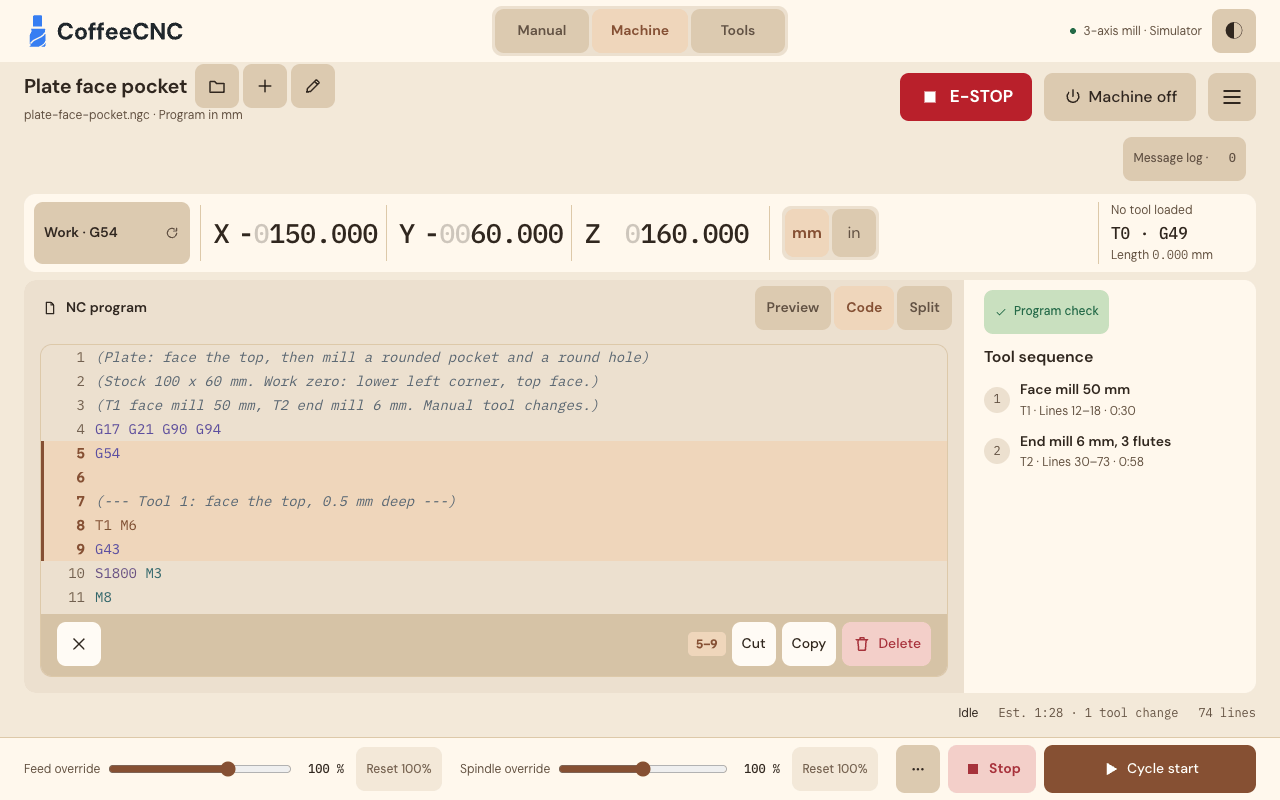 CoffeeCNC
Manual
Machine
Tools
3-axis mill · Simulator
Plate face pocket
plate-face-pocket.ngc · Program in mm
E-STOP
Machine off
Message log · 0
Work · G54
X -0150.000
Y -0060.000
Z 0160.000
mm
in
No tool loaded
T0 · G49
Length 0.000 mm
NC program
Preview
Code
Split
1 (Plate: face the top, then mill a rounded pocket and a round hole)
2 (Stock 100 x 60 mm. Work zero: lower left corner, top face.)
3 (T1 face mill 50 mm, T2 end mill 6 mm. Manual tool changes.)
4 G17 G21 G90 G94
5 G54
6
7 (--- Tool 1: face the top, 0.5 mm deep ---)
8 T1 M6
9 G43
10 S1800 M3
11 M8
5–9
Cut
Copy
Delete
Program check
Tool sequence
1 Face mill 50 mm
T1 · Lines 12–18 · 0:30
2 End mill 6 mm, 3 flutes
T2 · Lines 30–73 · 0:58
Idle Est. 1:28 · 1 tool change 74 lines
Feed override 100 % Reset 100%
Spindle override 100 % Reset 100%
Stop
Cycle start